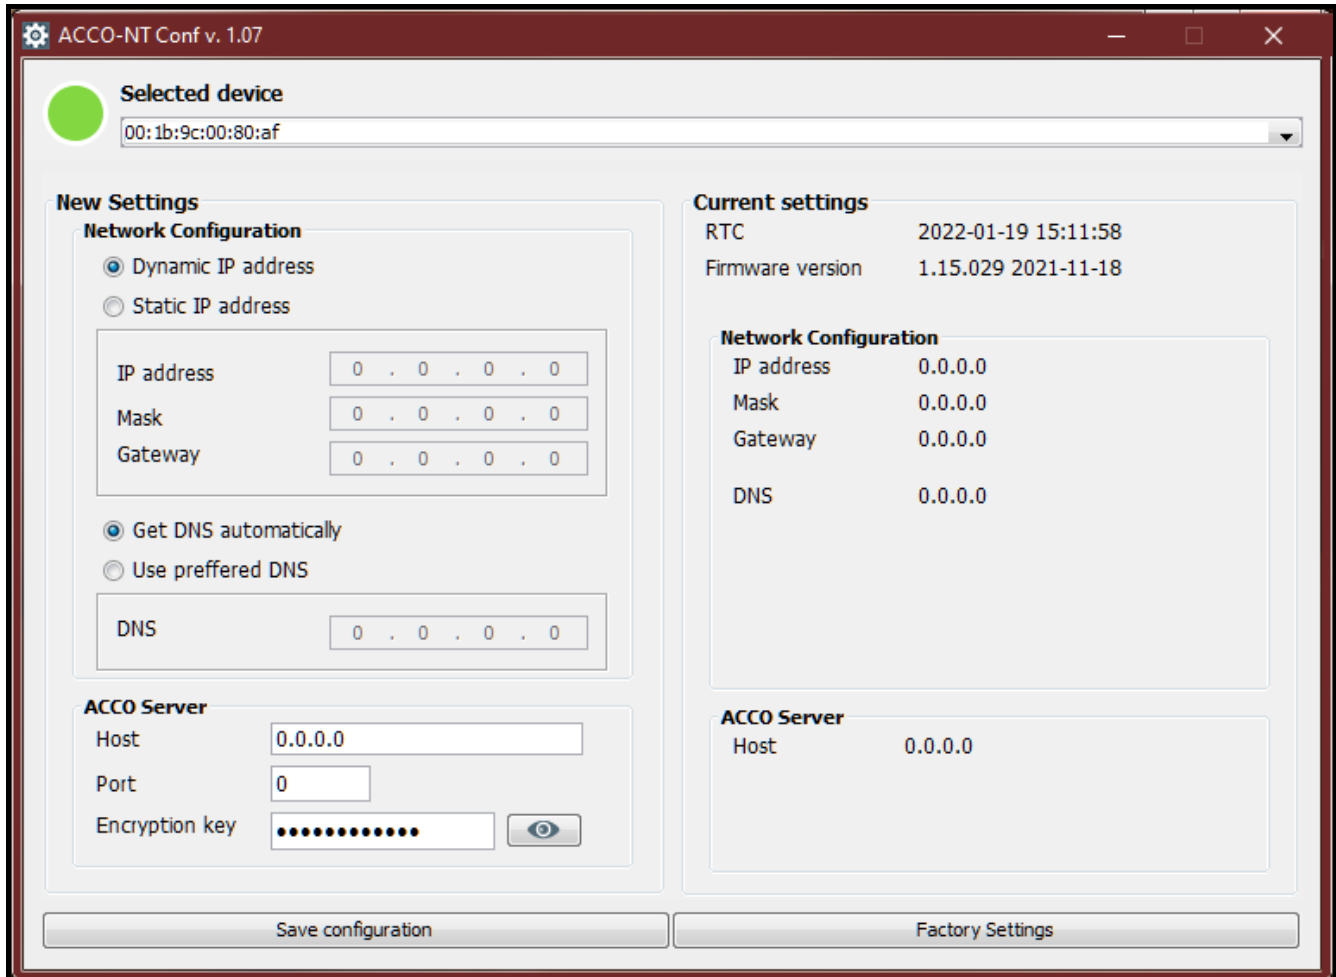 ACCO-NT Conf v. 1.07
Selected device
00:1b:9c:00:80:af
New Settings
Network Configuration
Dynamic IP address
Static IP address
IP address 0 . 0 . 0 . 0
Mask 0 . 0 . 0 . 0
Gateway 0 . 0 . 0 . 0
Get DNS automatically
Use preffered DNS
DNS 0 . 0 . 0 . 0
ACCO Server
Host 0.0.0.0
Port 0
Encryption key ••••••••••••
Save configuration
Current settings
RTC 2022-01-19 15:11:58
Firmware version 1.15.029 2021-11-18
Network Configuration
IP address 0.0.0.0
Mask 0.0.0.0
Gateway 0.0.0.0
DNS 0.0.0.0
ACCO Server
Host 0.0.0.0
Factory Settings